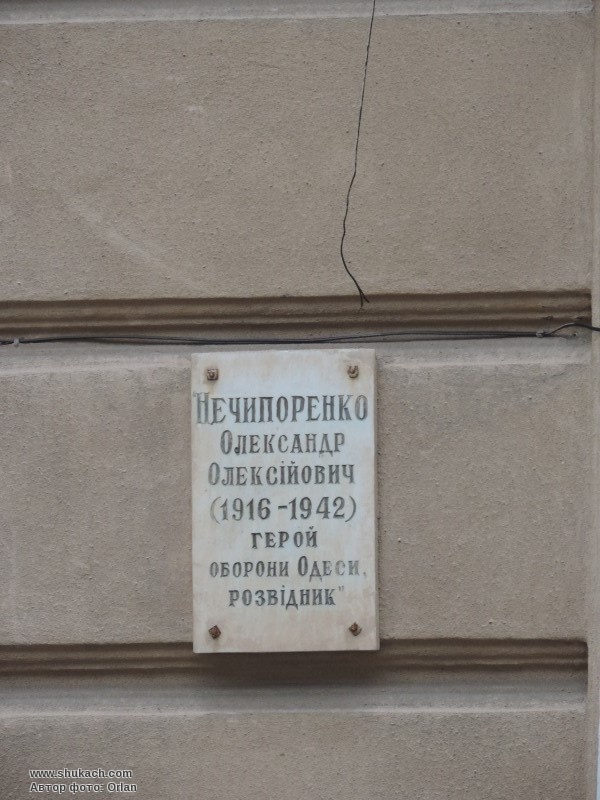 "НЕЧИПОРЕНКО
ОЛЕКСАНДР
ОЛЕКСІЙОВИЧ
(1916-1942)
ГЕРОЙ
ОБОРОНИ ОДЕСИ,
РОЗВІДНИК"
www.shukach.com
Автор фото: Orlan